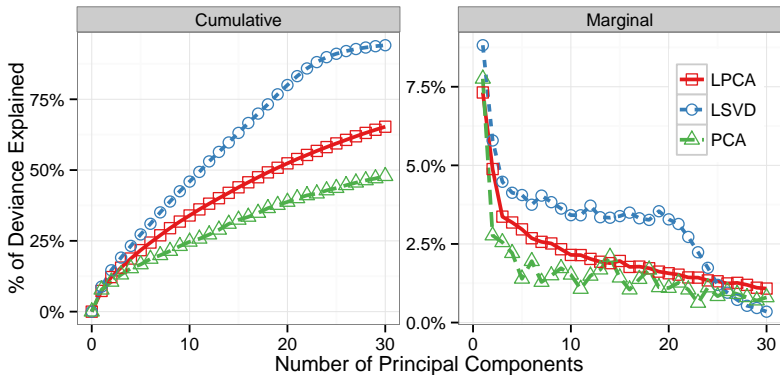 Cumulative
Marginal
% of Deviance Explained
75%
50%
25%
0%
7.5%
5.0%
2.5%
0.0%
LPCA
LSVD
PCA
0 10 20 30
0 10 20 30
Number of Principal Components